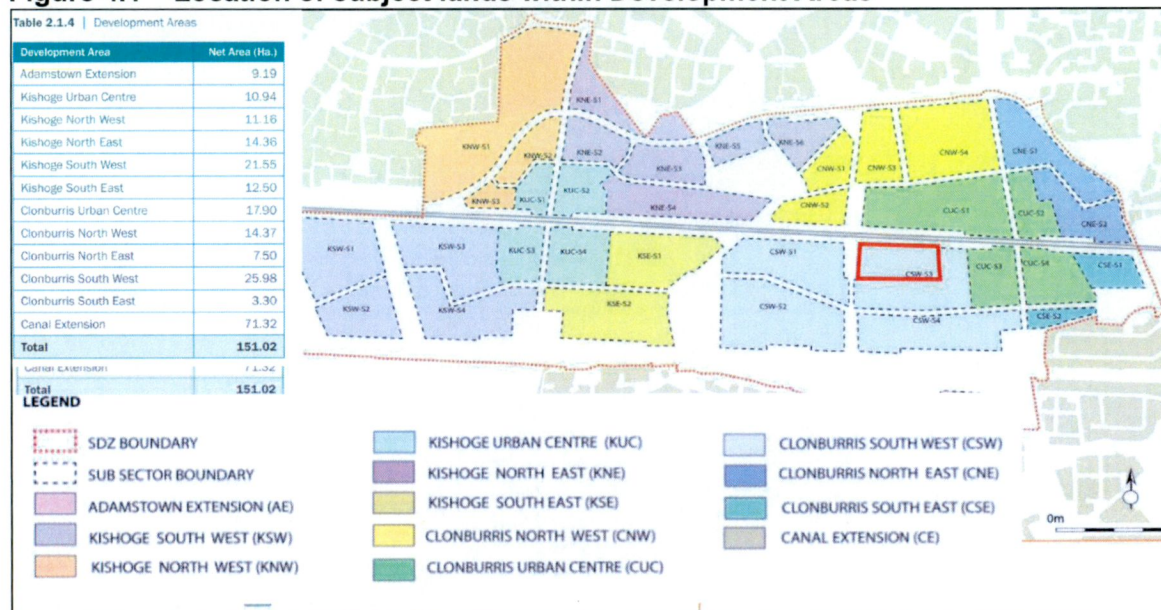 Location of subject lands within Development
Table 2.1.4 | Development Areas
Development Area Net Area (Ha.)
Adamstown Extension 9.19
Kishoge Urban Centre 10.94
Kishoge North West 11.16
Kishoge North East 14.36
Kishoge South West 21.55
Kishoge South East 12.50
Clonburris Urban Centre 17.90
Clonburris North West 14.37
Clonburris North East 7.50
Clonburris South West 25.98
Clonburris South East 3.30
Canal Extension 71.32
Total 151.02
Canal Extension 71.32
Total 151.02
KNE-S1
KNW-S1
KNW-S2
KNE-S2
KNE-S3
KNE-S5
KNE-S6
CNW-S1
CNW-S3
CNW-S4
CNE-S1
KNW-S3
KUC-S1
KUC-S2
KNE-S4
CNW-S2
CUC-S1
CUC-S2
CNE-S2
KSW-S1
KSW-S3
KUC-S3
KUC-S4
KSE-S1
CSW-S1
CSW-S3
CUC-S3
CUC-S4
CSE-S1
KSW-S2
KSW-S4
KSE-S2
CSW-S2
CSW-S4
CSE-S2
LEGEND
SDZ BOUNDARY
SUB SECTOR BOUNDARY
ADAMSTOWN EXTENSION (AE)
KISHOGE SOUTH WEST (KSW)
KISHOGE NORTH WEST (KNW)
KISHOGE URBAN CENTRE (KUC)
KISHOGE NORTH EAST (KNE)
KISHOGE SOUTH EAST (KSE)
CLONBURRIS NORTH WEST (CNW)
CLONBURRIS URBAN CENTRE (CUC)
CLONBURRIS SOUTH WEST (CSW)
CLONBURRIS NORTH EAST (CNE)
CLONBURRIS SOUTH EAST (CSE)
CANAL EXTENSION (CE)
0m